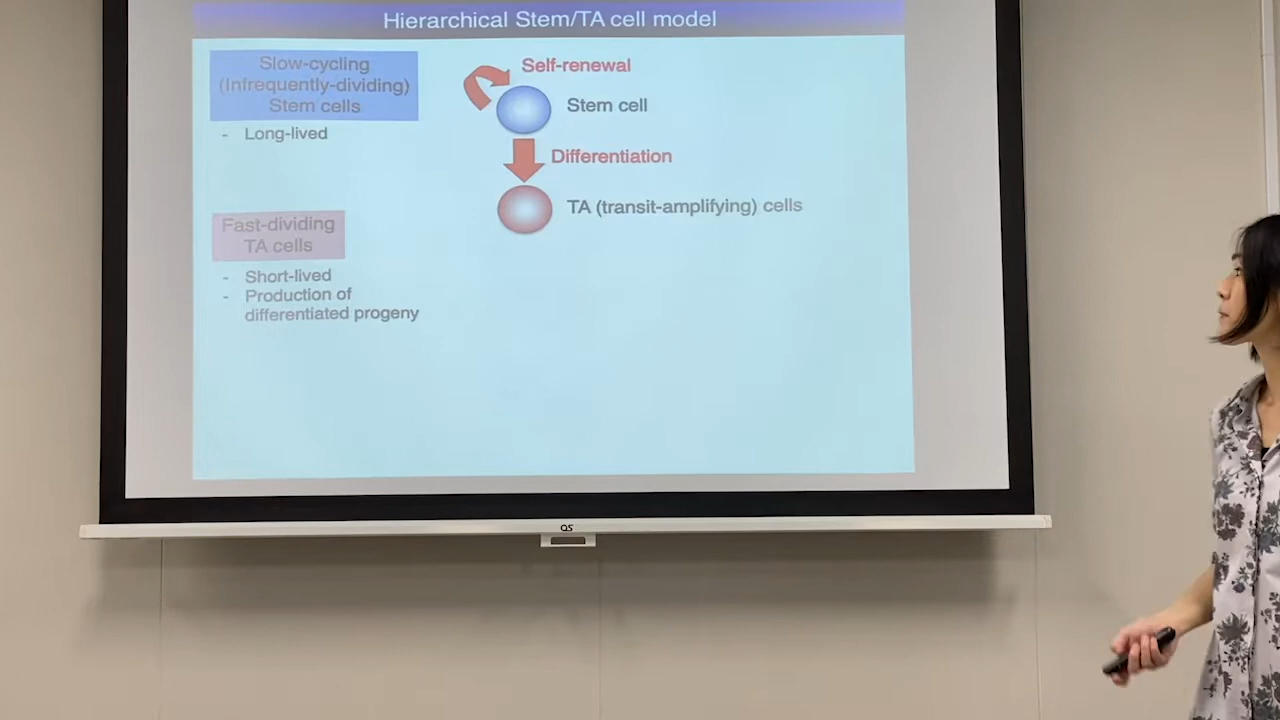 Hierarchical Stem/TA cell model
Slow-cycling
(Infrequently-dividing)
Stem cells
- Long-lived
Self-renewal
Stem cell
Differentiation
TA (transit-amplifying) cells
Fast-dividing
TA cells
- Short-lived
- Production of
differentiated progeny
OS